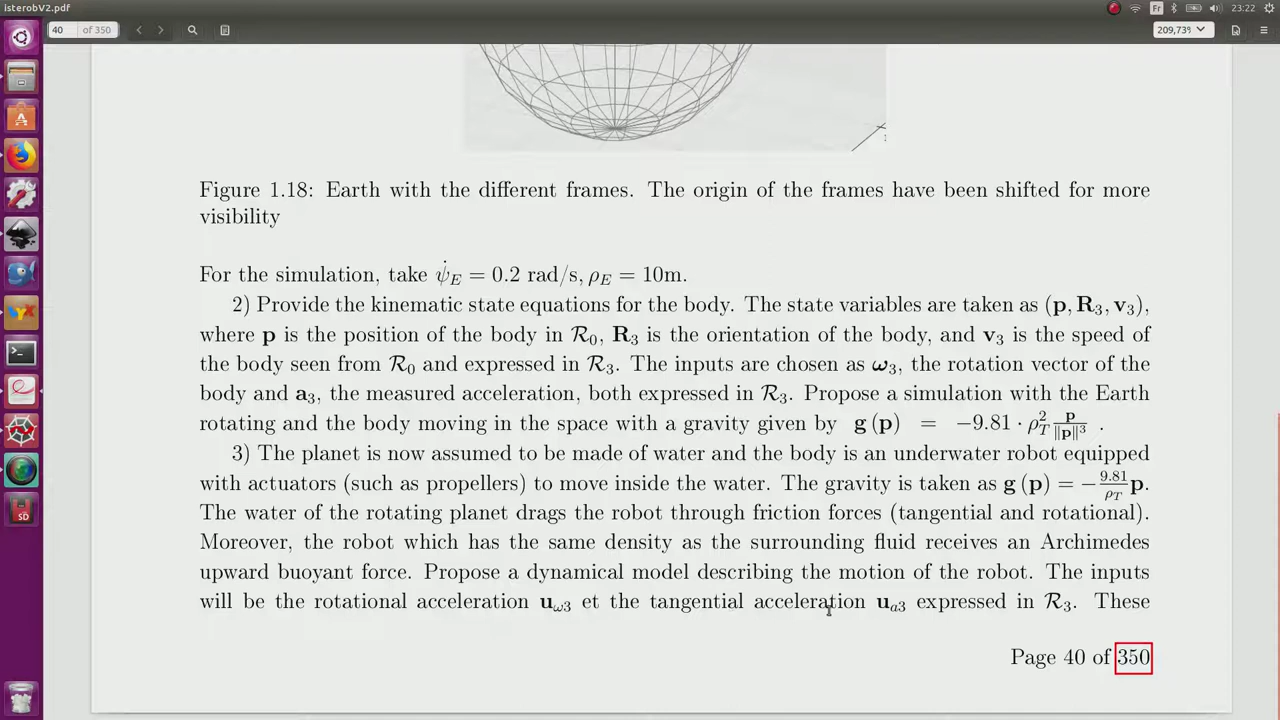 isterobV2.pdf
Fr
23:22
40 of 350
209,73%
Figure 1.18: Earth with the different frames. The origin of the frames have been shifted for more
visibility
For the simulation, take ψ̇_E = 0.2 rad/s, ρ_E = 10m.
2) Provide the kinematic state equations for the body. The state variables are taken as (p, R₃, v₃),
where p is the position of the body in R₀, R₃ is the orientation of the body, and v₃ is the speed of
the body seen from R₀ and expressed in R₃. The inputs are chosen as ω₃, the rotation vector of the
body and a₃, the measured acceleration, both expressed in R₃. Propose a simulation with the Earth
rotating and the body moving in the space with a gravity given by g (p) = −9.81 · ρ_T² p/‖p‖³ .
3) The planet is now assumed to be made of water and the body is an underwater robot equipped
with actuators (such as propellers) to move inside the water. The gravity is taken as g (p) = −9.81/ρ_T p.
The water of the rotating planet drags the robot through friction forces (tangential and rotational).
Moreover, the robot which has the same density as the surrounding fluid receives an Archimedes
upward buoyant force. Propose a dynamical model describing the motion of the robot. The inputs
will be the rotational acceleration u_ω3 et the tangential acceleration u_a3 expressed in R₃. These
Page 40 of 350
SD